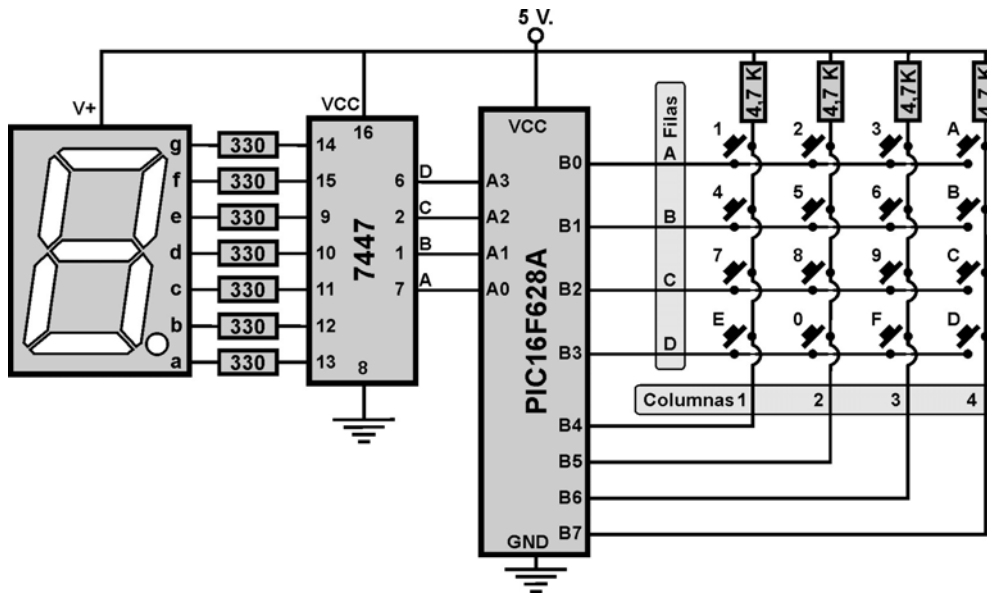 5 V.
V+
VCC
16
VCC
Filas
4,7 K
4,7 K
4,7K
4,7 K
1 2 3 A
g 330 14
A
B0
f 330 15
6 D A3
4 5 6 B
e 330 9
2 C A2
B1 B
d 330 10
1 B A1
7 8 9 C
c 330 11
7 A A0
B2 C
b 330 12
E 0 F D
a 330 13
B3 D
8
7447
PIC16F628A
Columnas 1 2 3 4
B4
B5
B6
B7
GND